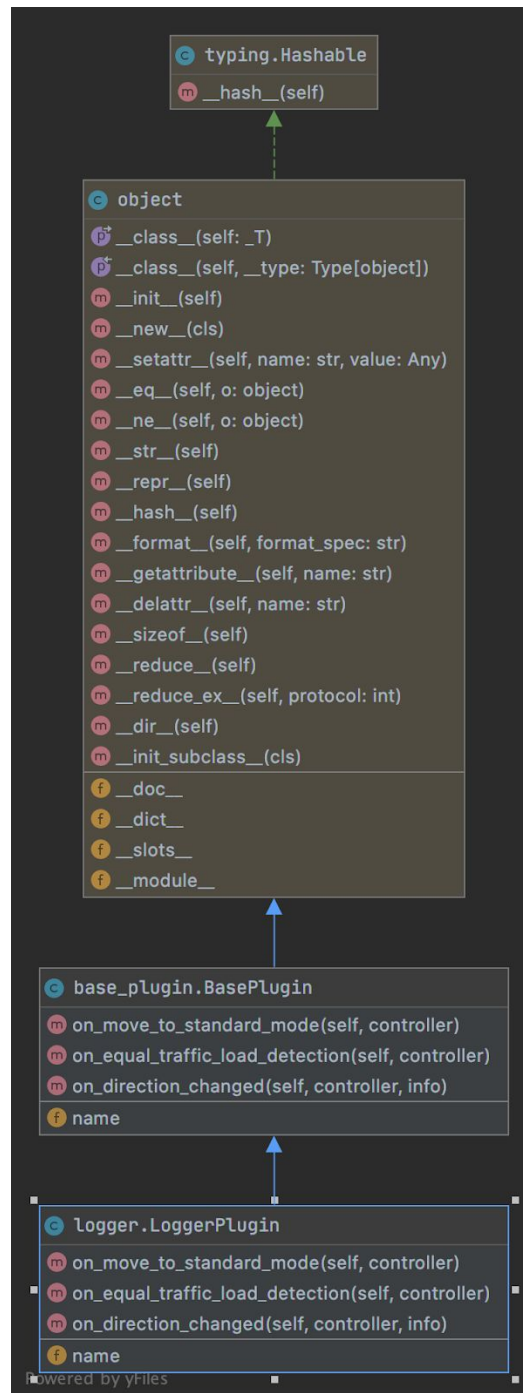 C typing.Hashable
m __hash__(self)
C object
p __class__(self: _T)
p __class__(self, __type: Type[object])
m __init__(self)
m __new__(cls)
m __setattr__(self, name: str, value: Any)
m __eq__(self, o: object)
m __ne__(self, o: object)
m __str__(self)
m __repr__(self)
m __hash__(self)
m __format__(self, format_spec: str)
m __getattribute__(self, name: str)
m __delattr__(self, name: str)
m __sizeof__(self)
m __reduce__(self)
m __reduce_ex__(self, protocol: int)
m __dir__(self)
m __init_subclass__(cls)
f __doc__
f __dict__
f __slots__
f __module__
C base_plugin.BasePlugin
m on_move_to_standard_mode(self, controller)
m on_equal_traffic_load_detection(self, controller)
m on_direction_changed(self, controller, info)
f name
C logger.LoggerPlugin
m on_move_to_standard_mode(self, controller)
m on_equal_traffic_load_detection(self, controller)
m on_direction_changed(self, controller, info)
f name
Powered by yFiles